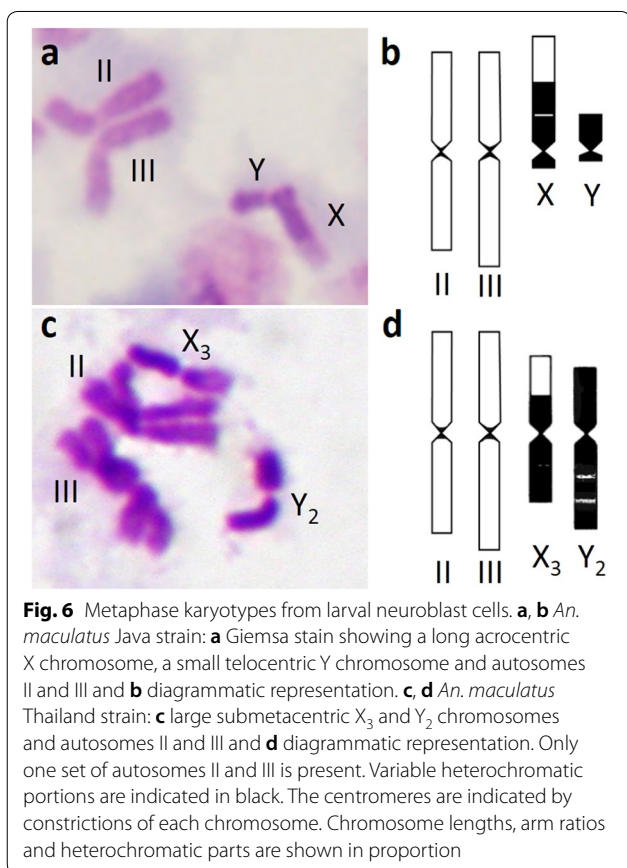 a
b
II
III
Y
X
II
III
X
Y
c
d
X₃
II
III
Y₂
II
III
X₃
Y₂
Fig. 6 Metaphase karyotypes from larval neuroblast cells. a, b An.
maculatus Java strain: a Giemsa stain showing a long acrocentric
X chromosome, a small telocentric Y chromosome and autosomes
II and III and b diagrammatic representation. c, d An. maculatus
Thailand strain: c large submetacentric X₃ and Y₂ chromosomes
and autosomes II and III and d diagrammatic representation. Only
one set of autosomes II and III is present. Variable heterochromatic
portions are indicated in black. The centromeres are indicated by
constrictions of each chromosome. Chromosome lengths, arm ratios
and heterochromatic parts are shown in proportion